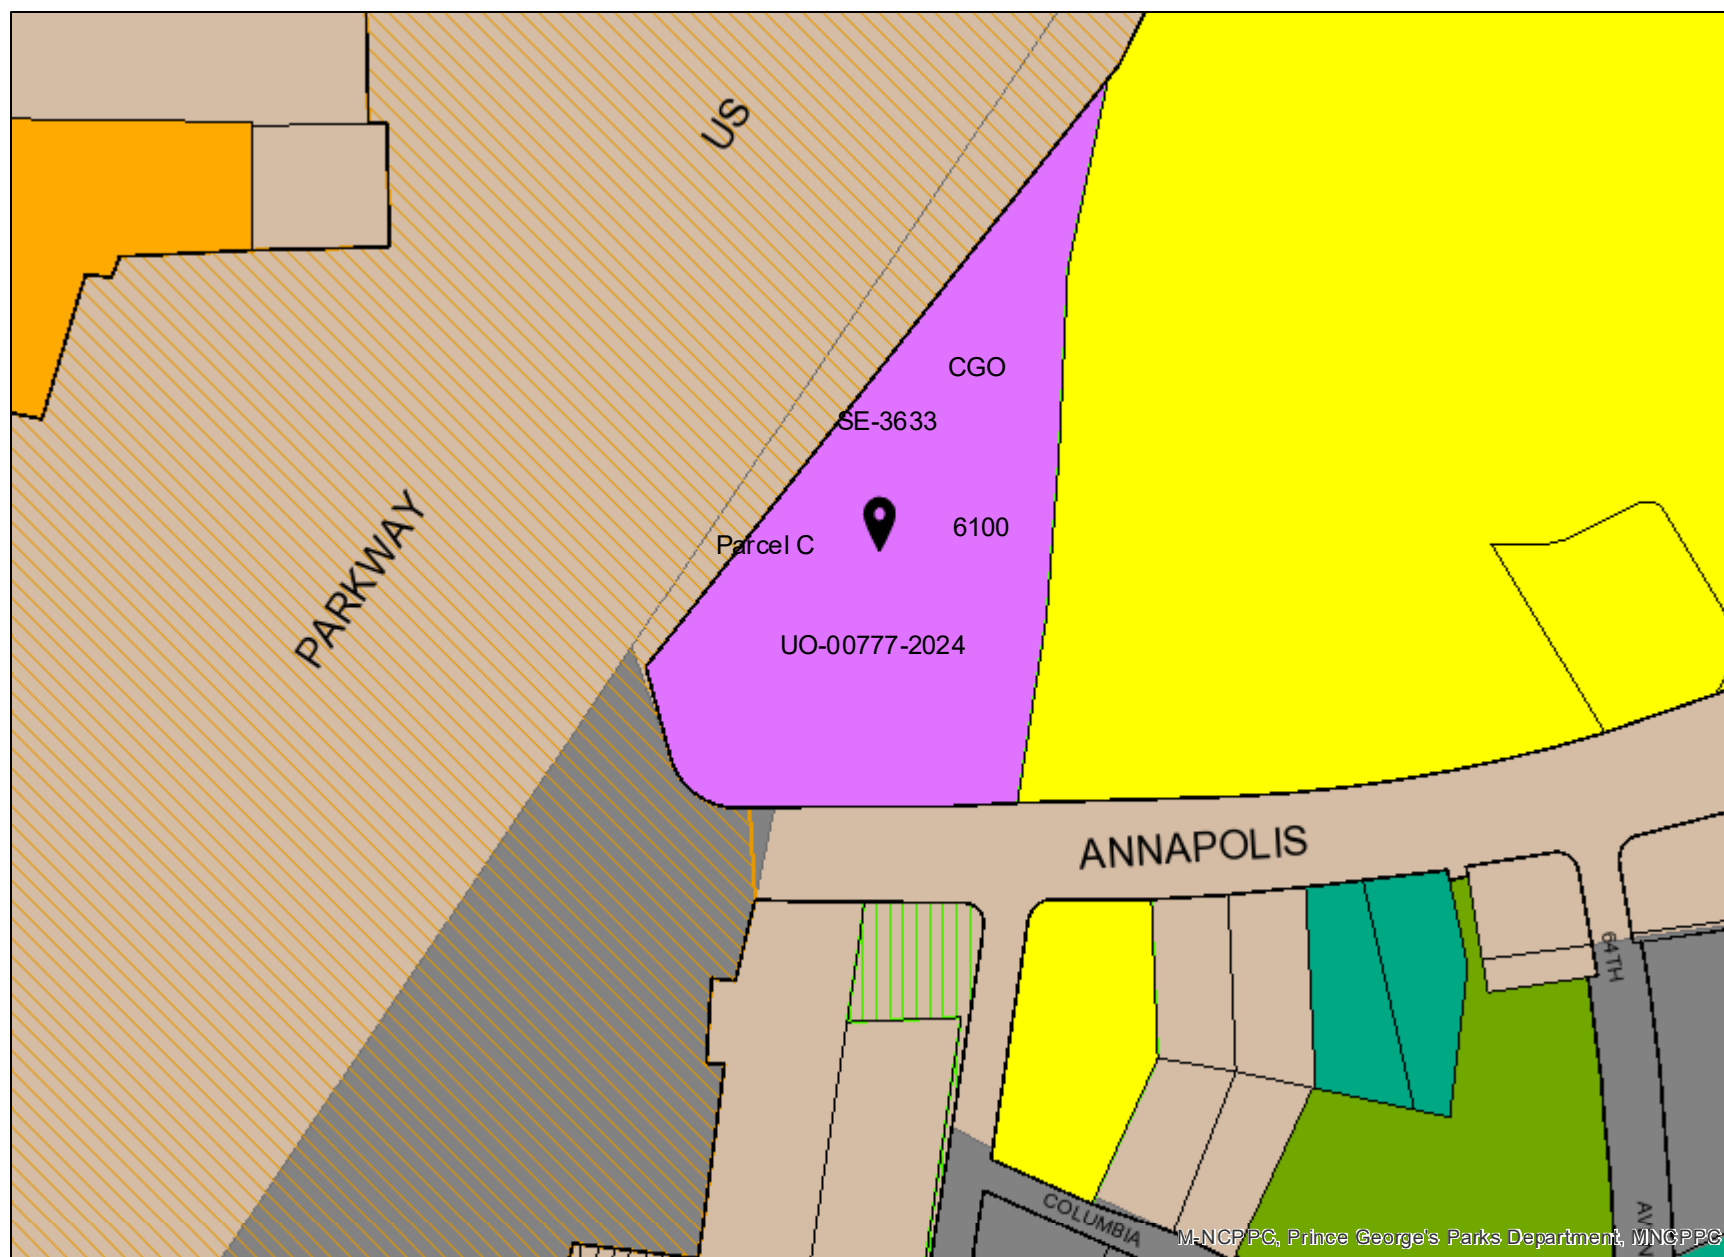 US
CGO
SE-3633
PARKWAY
6100
Parcel C
UO-00777-2024
ANNAPOLIS
64TH
COLUMBIA
AV
M-NCPPC, Prince George's Parks Department, MNCPPC